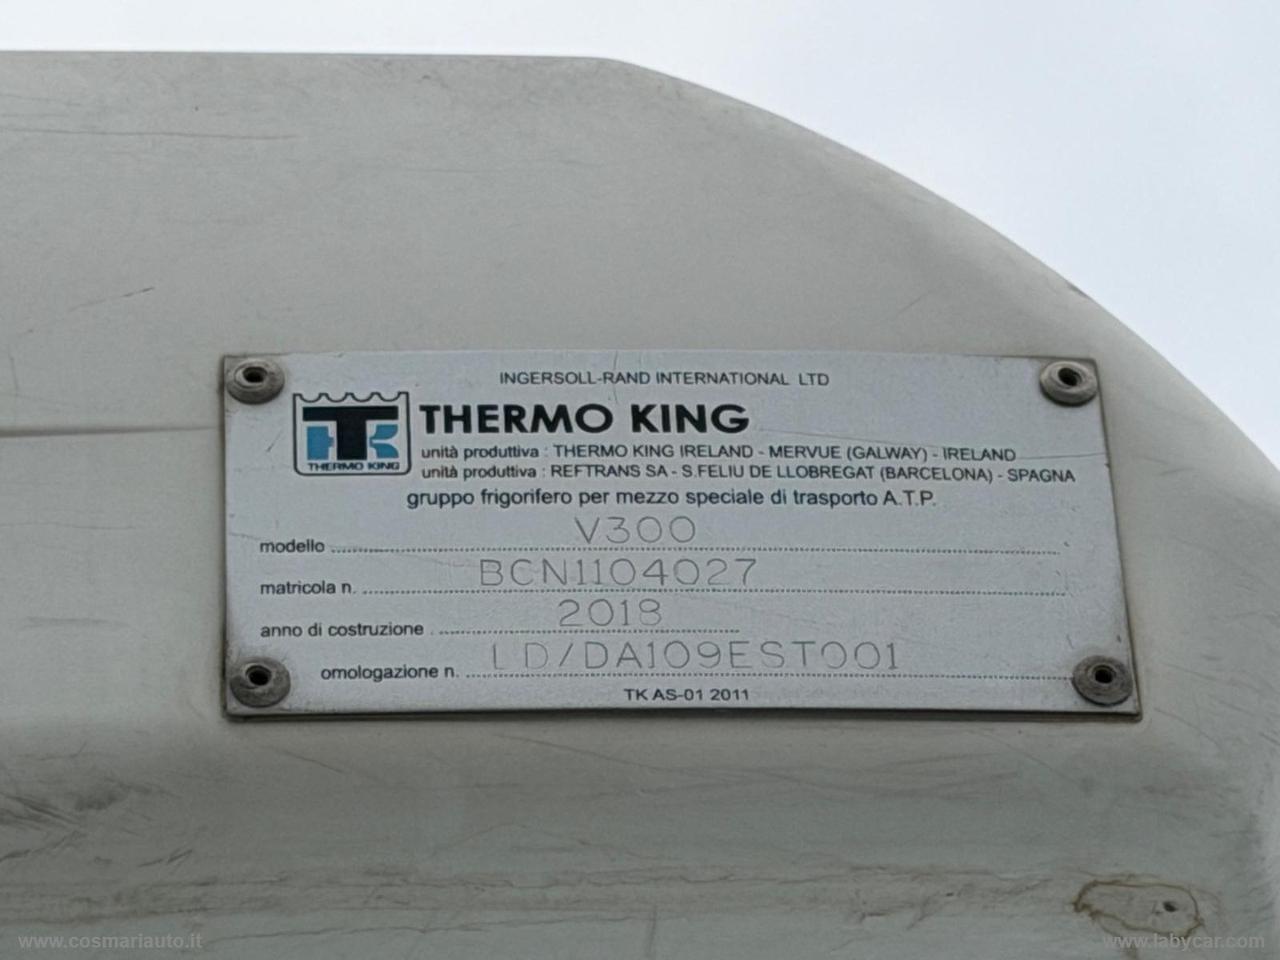 INGERSOLL-RAND INTERNATIONAL LTD
THERMO KING
THERMO KING
unità produttiva : THERMO KING IRELAND - MERVUE (GALWAY) - IRELAND
unità produttiva : REFTRANS SA - S.FELIU DE LLOBREGAT (BARCELONA) - SPAGNA
gruppo frigorifero per mezzo speciale di trasporto A.T.P.
modello V300
matricola n. BCN1104027
anno di costruzione 2018
omologazione n. LD/DA109EST001
TK AS-01 2011
www.cosmariauto.it
www.labycar.com